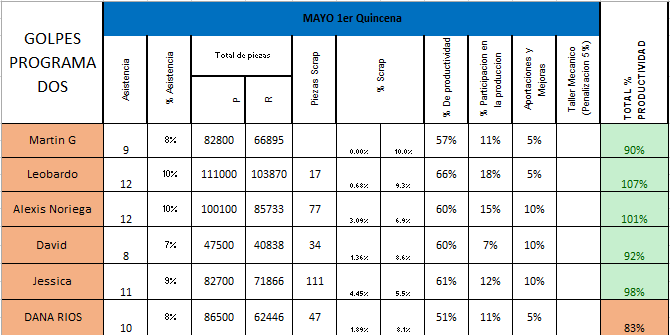 MAYO 1er Quincena
GOLPES
PROGRAMA
DOS
Asistencia
% Asistencia
Total de piezas
P
R
Piezas Scrap
% Scrap
% De productividad
% Participacion en
la produccion
Aportaciones y
Mejoras
Taller Mecanico
(Penalizacion 5%)
TOTAL %
PRODUCTIVIDAD
Martin G 9 8% 82800 66895 0.00% 10.0% 57% 11% 5% 90%
Leobardo 12 10% 111000 103870 17 0.68% 9.3% 66% 18% 5% 107%
Alexis Noriega 12 10% 100100 85733 77 3.09% 6.9% 60% 15% 10% 101%
David 8 7% 47500 40838 34 1.36% 8.6% 60% 7% 10% 92%
Jessica 11 9% 82700 71866 111 4.45% 5.5% 61% 12% 10% 98%
DANA RIOS 10 8% 86500 62446 47 1.89% 8.1% 51% 11% 5% 83%